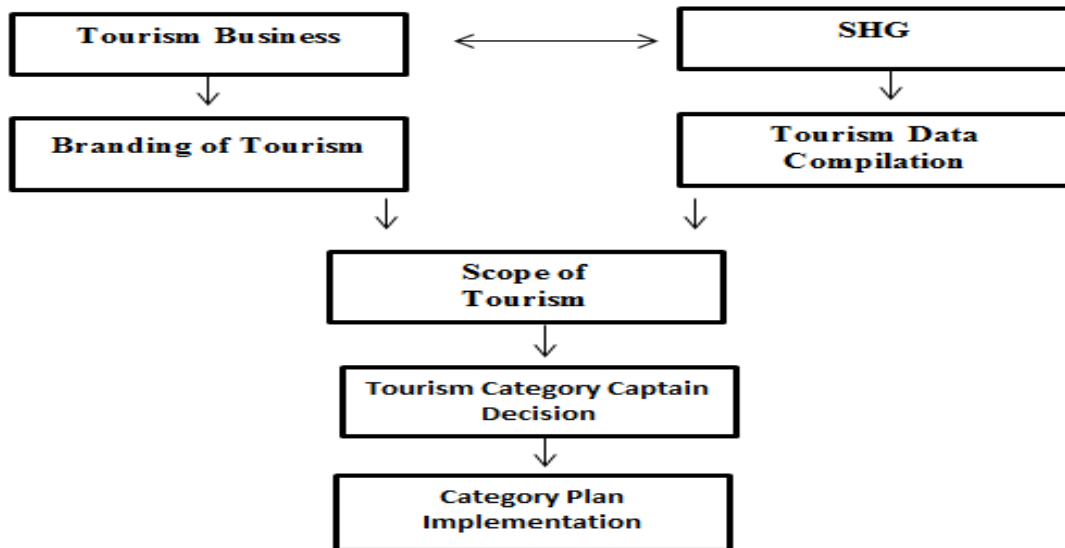 Tourism Business
SHG
Branding of Tourism
Tourism Data
Compilation
Scope of
Tourism
Tourism Category Captain
Decision
Category Plan
Implementation